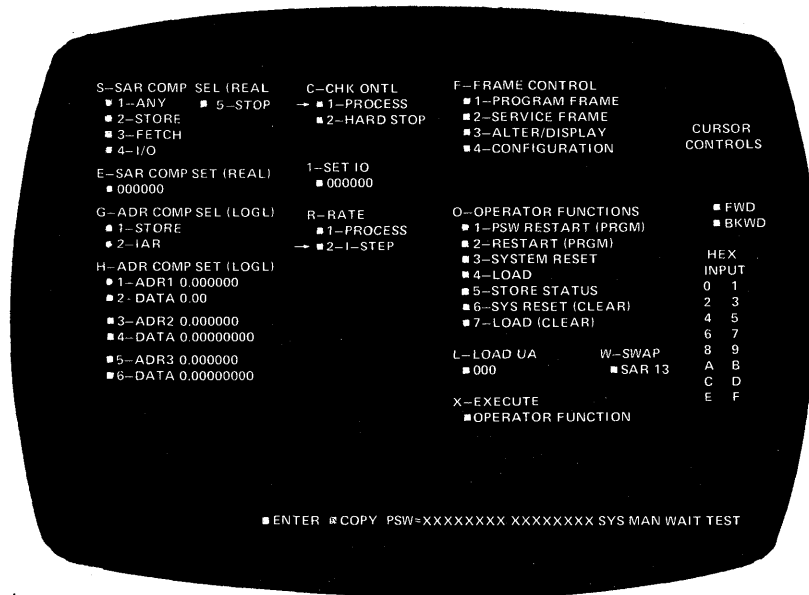 S–SAR COMP SEL (REAL
1–ANY 5–STOP
2–STORE
3–FETCH
4–I/O
E–SAR COMP SET (REAL)
000000
G–ADR COMP SEL (LOGL)
1–STORE
2–IAR
H–ADR COMP SET (LOGL)
1–ADR1 0.000000
2–DATA 0.00
3–ADR2 0.000000
4–DATA 0.00000000
5–ADR3 0.000000
6–DATA 0.00000000
C–CHK ONTL
→ 1–PROCESS
2–HARD STOP
1–SET IO
000000
R–RATE
1–PROCESS
→ 2–I–STEP
F–FRAME CONTROL
1–PROGRAM FRAME
2–SERVICE FRAME
3–ALTER/DISPLAY
4–CONFIGURATION
O–OPERATOR FUNCTIONS
1–PSW RESTART (PRGM)
2–RESTART (PRGM)
3–SYSTEM RESET
4–LOAD
5–STORE STATUS
6–SYS RESET (CLEAR)
7–LOAD (CLEAR)
L–LOAD UA
000
W–SWAP
SAR 13
X–EXECUTE
OPERATOR FUNCTION
CURSOR
CONTROLS
FWD
BKWD
HEX
INPUT
0 1
2 3
4 5
6 7
8 9
A B
C D
E F
ENTER COPY PSW=XXXXXXXX XXXXXXXX SYS MAN WAIT TEST